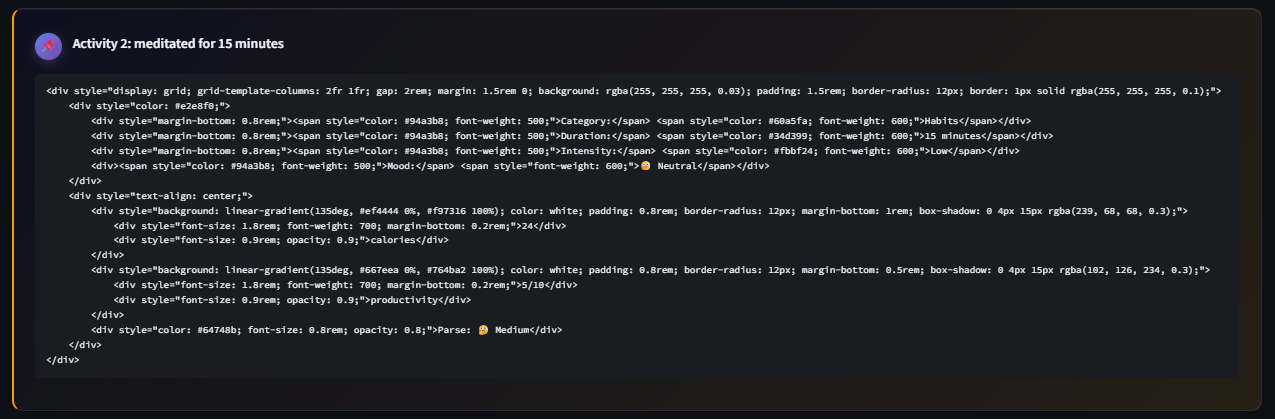 Activity 2: meditated for 15 minutes
<div style="display: grid; grid-template-columns: 2fr 1fr; gap: 2rem; margin: 1.5rem 0; background: rgba(255, 255, 255, 0.03); padding: 1.5rem; border-radius: 12px; border: 1px solid rgba(255, 255, 255, 0.1);">
<div style="color: #e2e8f0;">
<div style="margin-bottom: 0.8rem;"><span style="color: #94a3b8; font-weight: 500;">Category:</span> <span style="color: #60a5fa; font-weight: 600;">Habits</span></div>
<div style="margin-bottom: 0.8rem;"><span style="color: #94a3b8; font-weight: 500;">Duration:</span> <span style="color: #34d399; font-weight: 600;">15 minutes</span></div>
<div style="margin-bottom: 0.8rem;"><span style="color: #94a3b8; font-weight: 500;">Intensity:</span> <span style="color: #fbbf24; font-weight: 600;">Low</span></div>
<div><span style="color: #94a3b8; font-weight: 500;">Mood:</span> <span style="font-weight: 600;">😐 Neutral</span></div>
</div>
<div style="text-align: center;">
<div style="background: linear-gradient(135deg, #ef4444 0%, #f97316 100%); color: white; padding: 0.8rem; border-radius: 12px; margin-bottom: 1rem; box-shadow: 0 4px 15px rgba(239, 68, 68, 0.3);">
<div style="font-size: 1.8rem; font-weight: 700; margin-bottom: 0.2rem;">24</div>
<div style="font-size: 0.9rem; opacity: 0.9;">calories</div>
</div>
<div style="background: linear-gradient(135deg, #667eea 0%, #764ba2 100%); color: white; padding: 0.8rem; border-radius: 12px; margin-bottom: 0.5rem; box-shadow: 0 4px 15px rgba(102, 126, 234, 0.3);">
<div style="font-size: 1.8rem; font-weight: 700; margin-bottom: 0.2rem;">5/10</div>
<div style="font-size: 0.9rem; opacity: 0.9;">productivity</div>
</div>
<div style="color: #64748b; font-size: 0.8rem; opacity: 0.8;">Parse: 🤔 Medium</div>
</div>
</div>